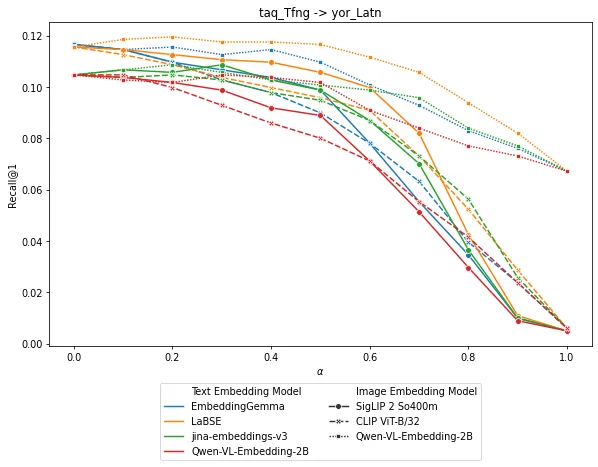 taq_Tfng -> yor_Latn
Recall@1
0.12
0.10
0.08
0.06
0.04
0.02
0.00
0.0 0.2 0.4 0.6 0.8 1.0
α
Text Embedding Model
EmbeddingGemma
LaBSE
jina-embeddings-v3
Qwen-VL-Embedding-2B
Image Embedding Model
SigLIP 2 So400m
CLIP ViT-B/32
Qwen-VL-Embedding-2B